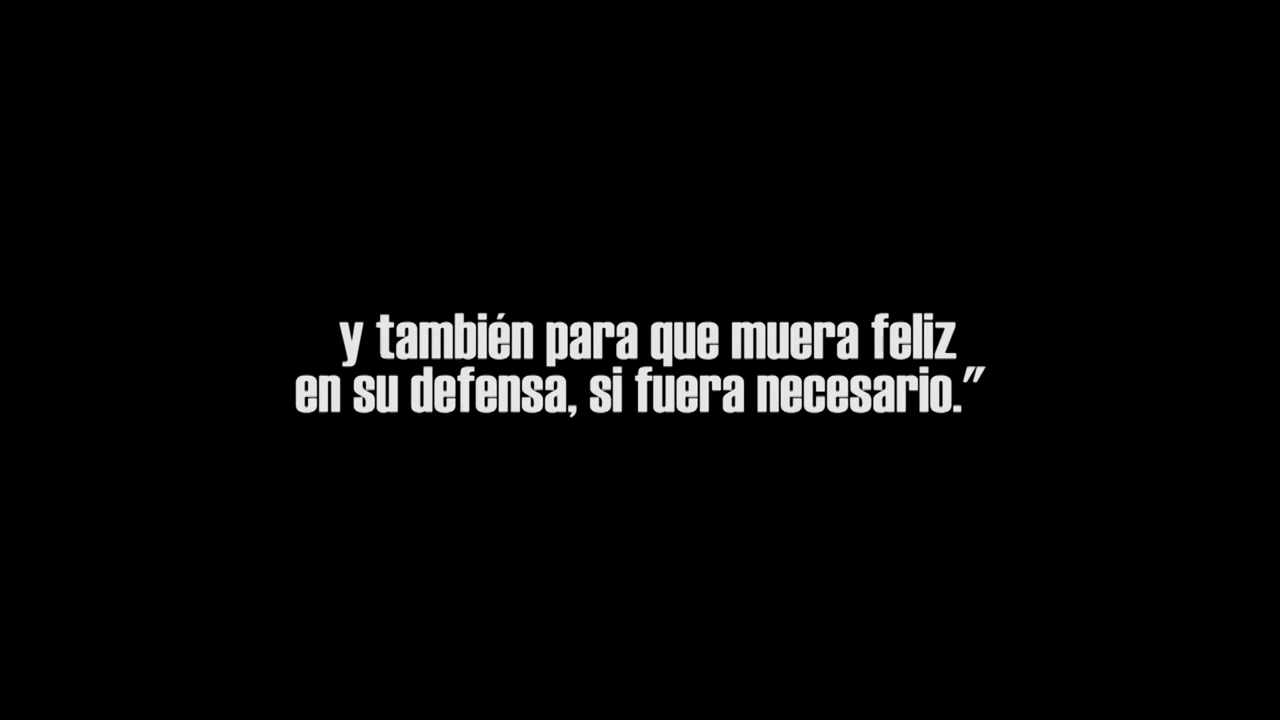 y también para que muera feliz
en su defensa, si fuera necesario."